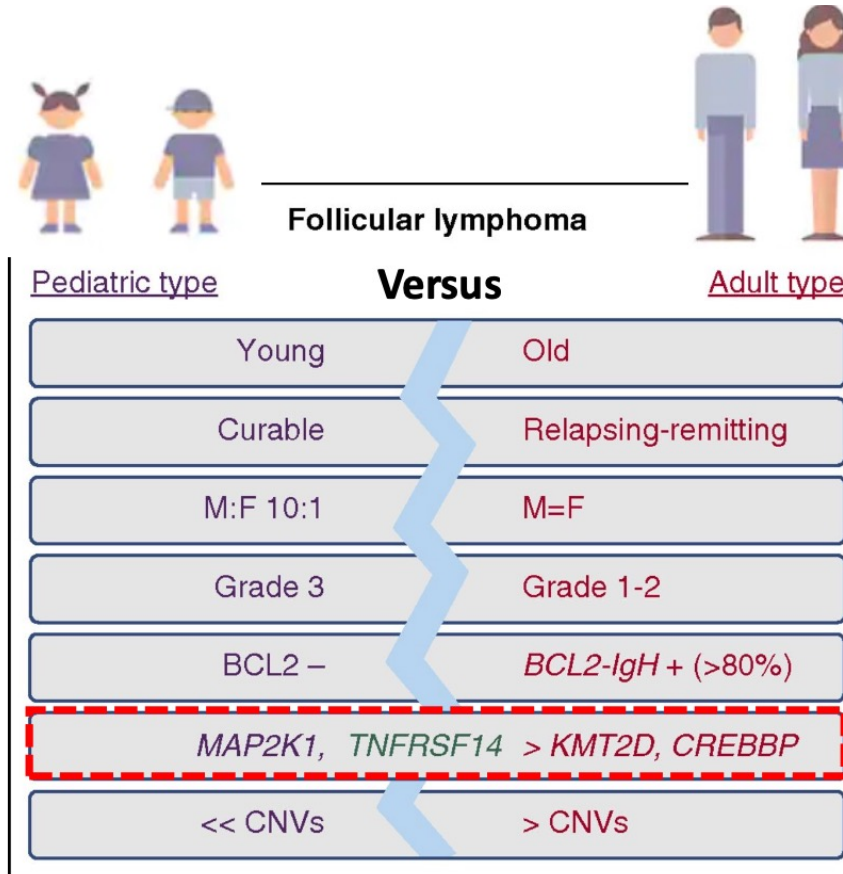 Follicular lymphoma
Pediatric type Versus Adult type
Young Old
Curable Relapsing-remitting
M:F 10:1 M=F
Grade 3 Grade 1-2
BCL2 – BCL2-IgH + (>80%)
MAP2K1, TNFRSF14 > KMT2D, CREBBP
<< CNVs > CNVs